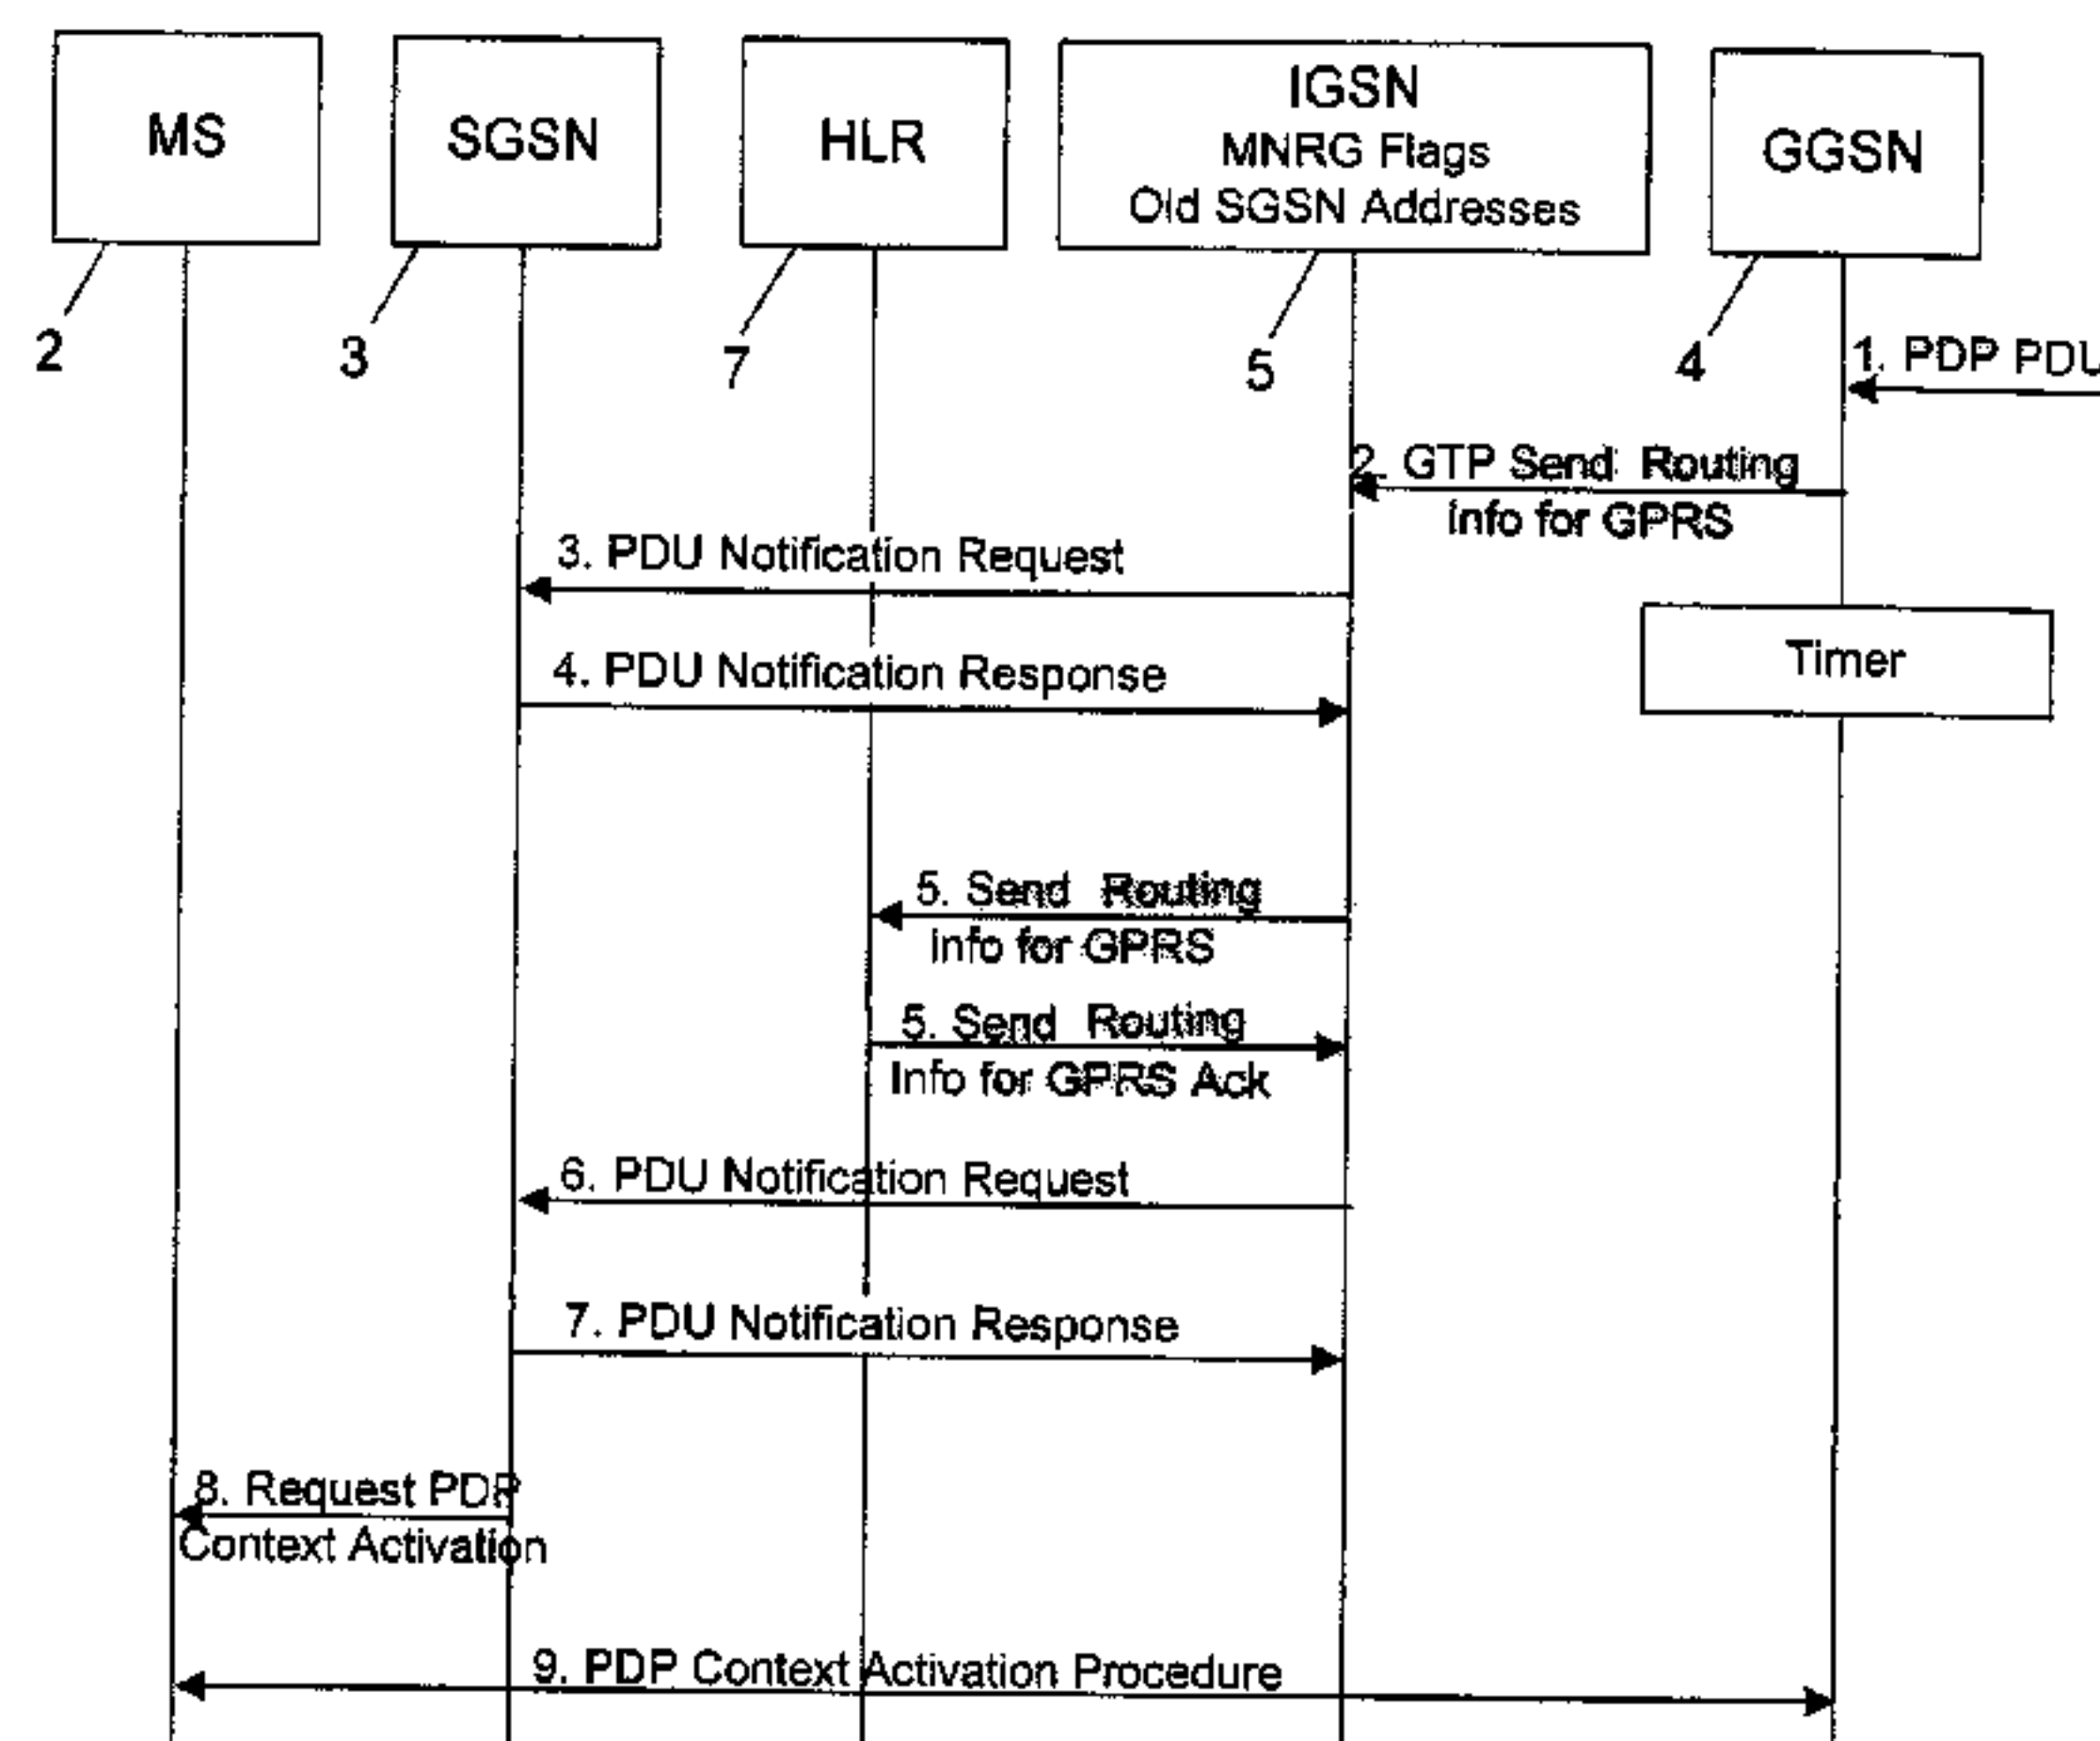 MS
SGSN
HLR
IGSN
MNRG Flags
Old SGSN Addresses
GGSN
2
3
7
5
4
1. PDP PDU
2. GTP Send Routing
Info for GPRS
3. PDU Notification Request
Timer
4. PDU Notification Response
5. Send Routing
Info for GPRS
5. Send Routing
Info for GPRS Ack
6. PDU Notification Request
7. PDU Notification Response
8. Request PDP
Context Activation
9. PDP Context Activation Procedure